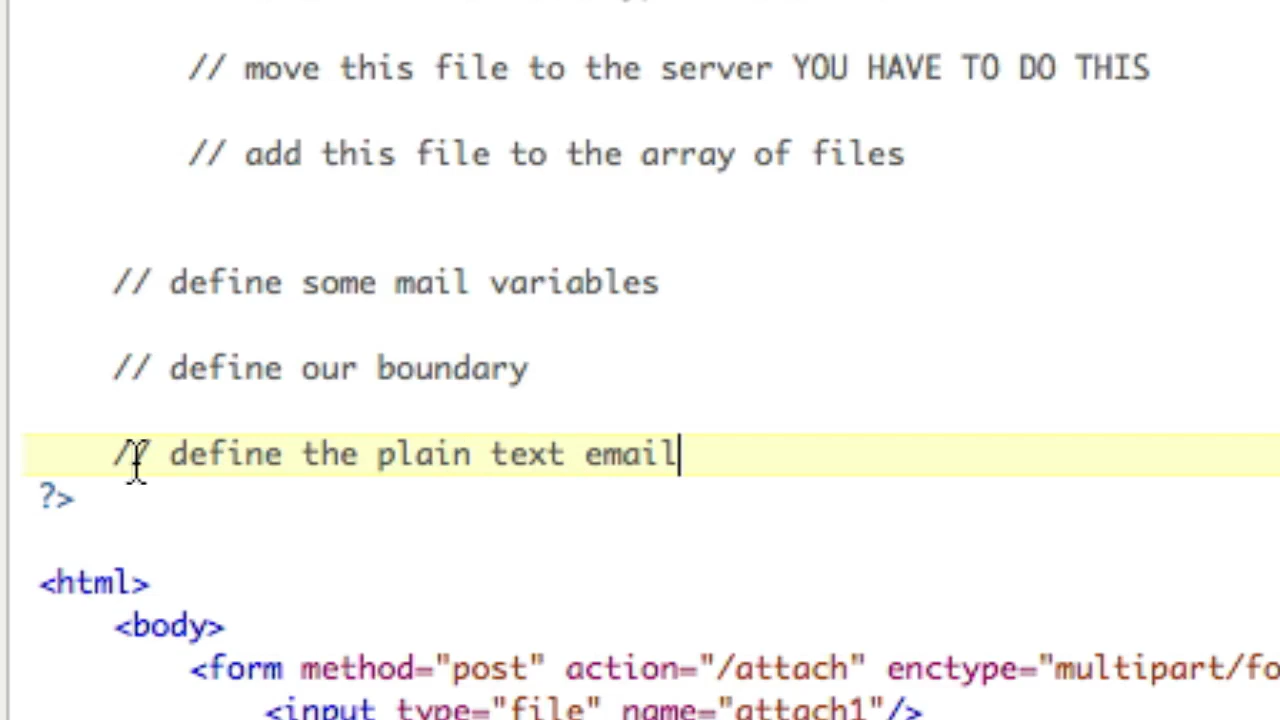 // move this file to the server YOU HAVE TO DO THIS
// add this file to the array of files
// define some mail variables
// define our boundary
// define the plain text email
?>
<html>
<body>
<form method="post" action="/attach" enctype="multipart/fo
<input type="file" name="attach1"/>